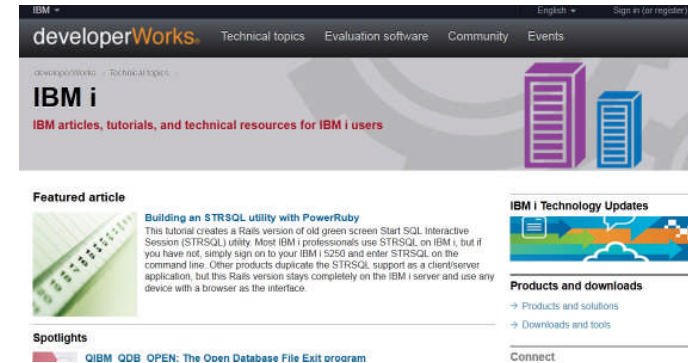 IBM
English
Sign in (or register)
developerWorks.
Technical topics
Evaluation software
Community
Events
developerWorks
Technical topics
IBM i
IBM articles, tutorials, and technical resources for IBM i users
Featured article
Building an STRSQL utility with PowerRuby
This tutorial creates a Rails version of old green screen Start SQL Interactive
Session (STRSQL) utility. Most IBM i professionals use STRSQL on IBM i, but if
you have not, simply sign on to your IBM i 5250 and enter STRSQL on the
command line. Other products duplicate the STRSQL support as a client/server
application, but this Rails version stays completely on the IBM i server and use any
device with a browser as the interface.
Spotlights
QIBM_QDB_OPEN: The Open Database File Exit program
IBM i Technology Updates
Products and downloads
→ Products and solutions
→ Downloads and tools
Connect